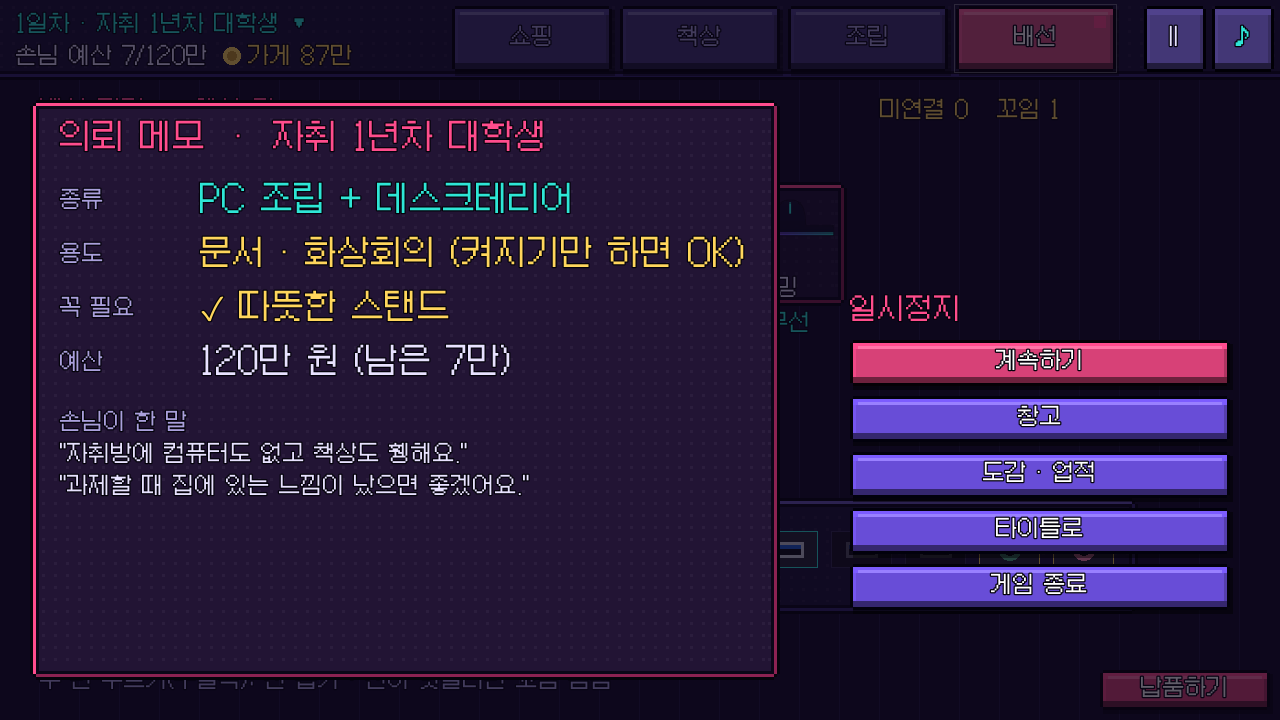 1일차 · 자취 1년차 대학생 ▼
손님 예산 7/120만 가게 87만
쇼핑
책상
조립
배선
미연결 0 꼬임 1
의뢰 메모 · 자취 1년차 대학생
종류 PC 조립 + 데스크테리어
용도 문서 · 화상회의 (켜지기만 하면 OK)
꼭 필요 ✓ 따뜻한 스탠드
예산 120만 원 (남은 7만)
손님이 한 말
"자취방에 컴퓨터도 없고 책상도 휑해요."
"과제할 때 집에 있는 느낌이 났으면 좋겠어요."
일시정지
계속하기
창고
도감 · 업적
타이틀로
게임 종료
납품하기